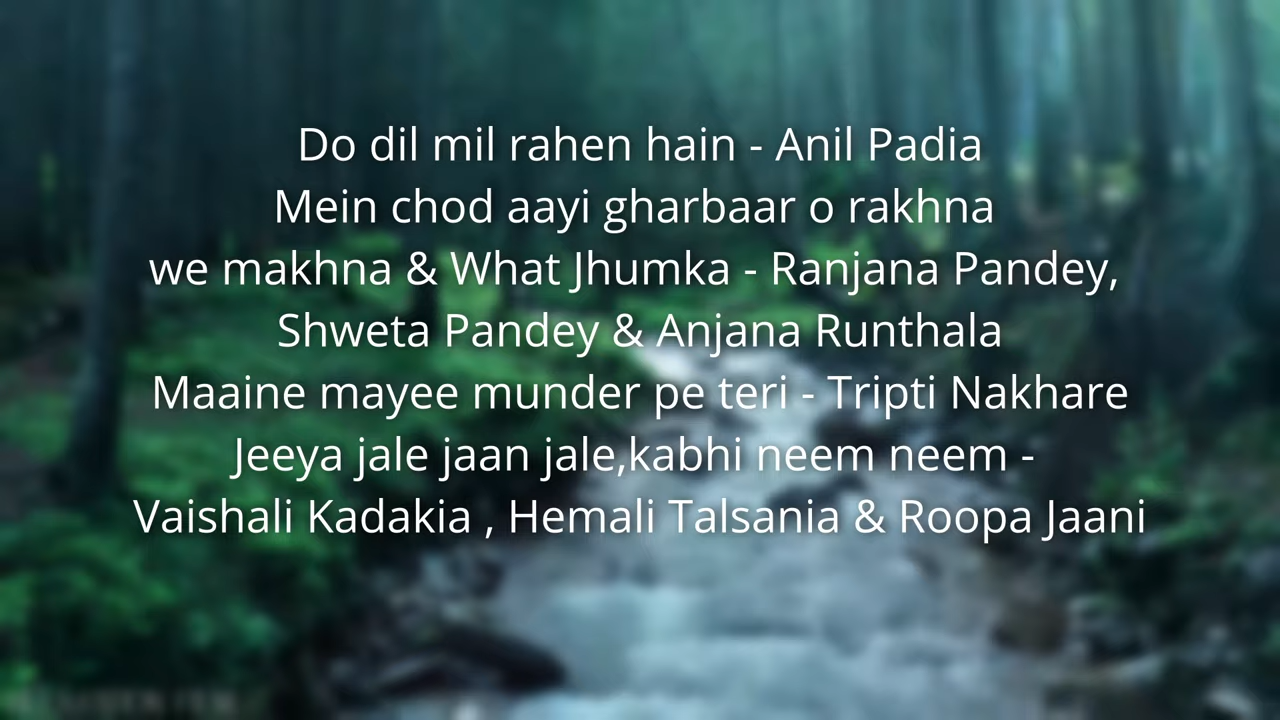 Do dil mil rahen hain - Anil Padia
Mein chod aayi gharbaar o rakhna
we makhna & What Jhumka - Ranjana Pandey,
Shweta Pandey & Anjana Runthala
Maaine mayee munder pe teri - Tripti Nakhare
Jeeya jale jaan jale,kabhi neem neem -
Vaishali Kadakia , Hemali Talsania & Roopa Jaani